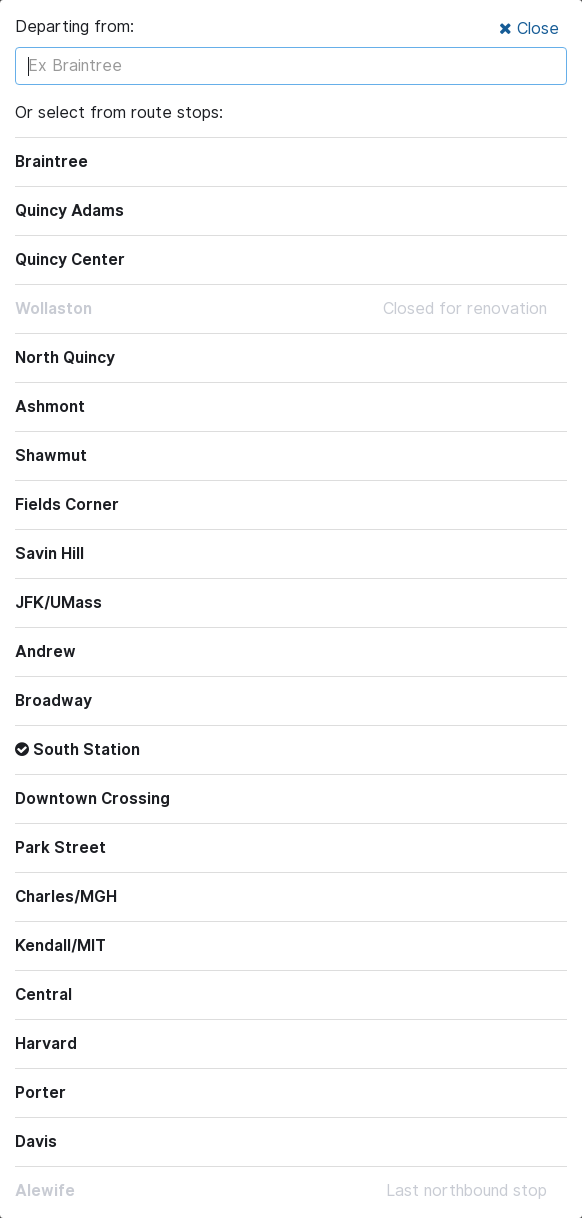 Departing from:
Close
Ex Braintree
Or select from route stops:
Braintree
Quincy Adams
Quincy Center
Wollaston Closed for renovation
North Quincy
Ashmont
Shawmut
Fields Corner
Savin Hill
JFK/UMass
Andrew
Broadway
South Station
Downtown Crossing
Park Street
Charles/MGH
Kendall/MIT
Central
Harvard
Porter
Davis
Alewife Last northbound stop